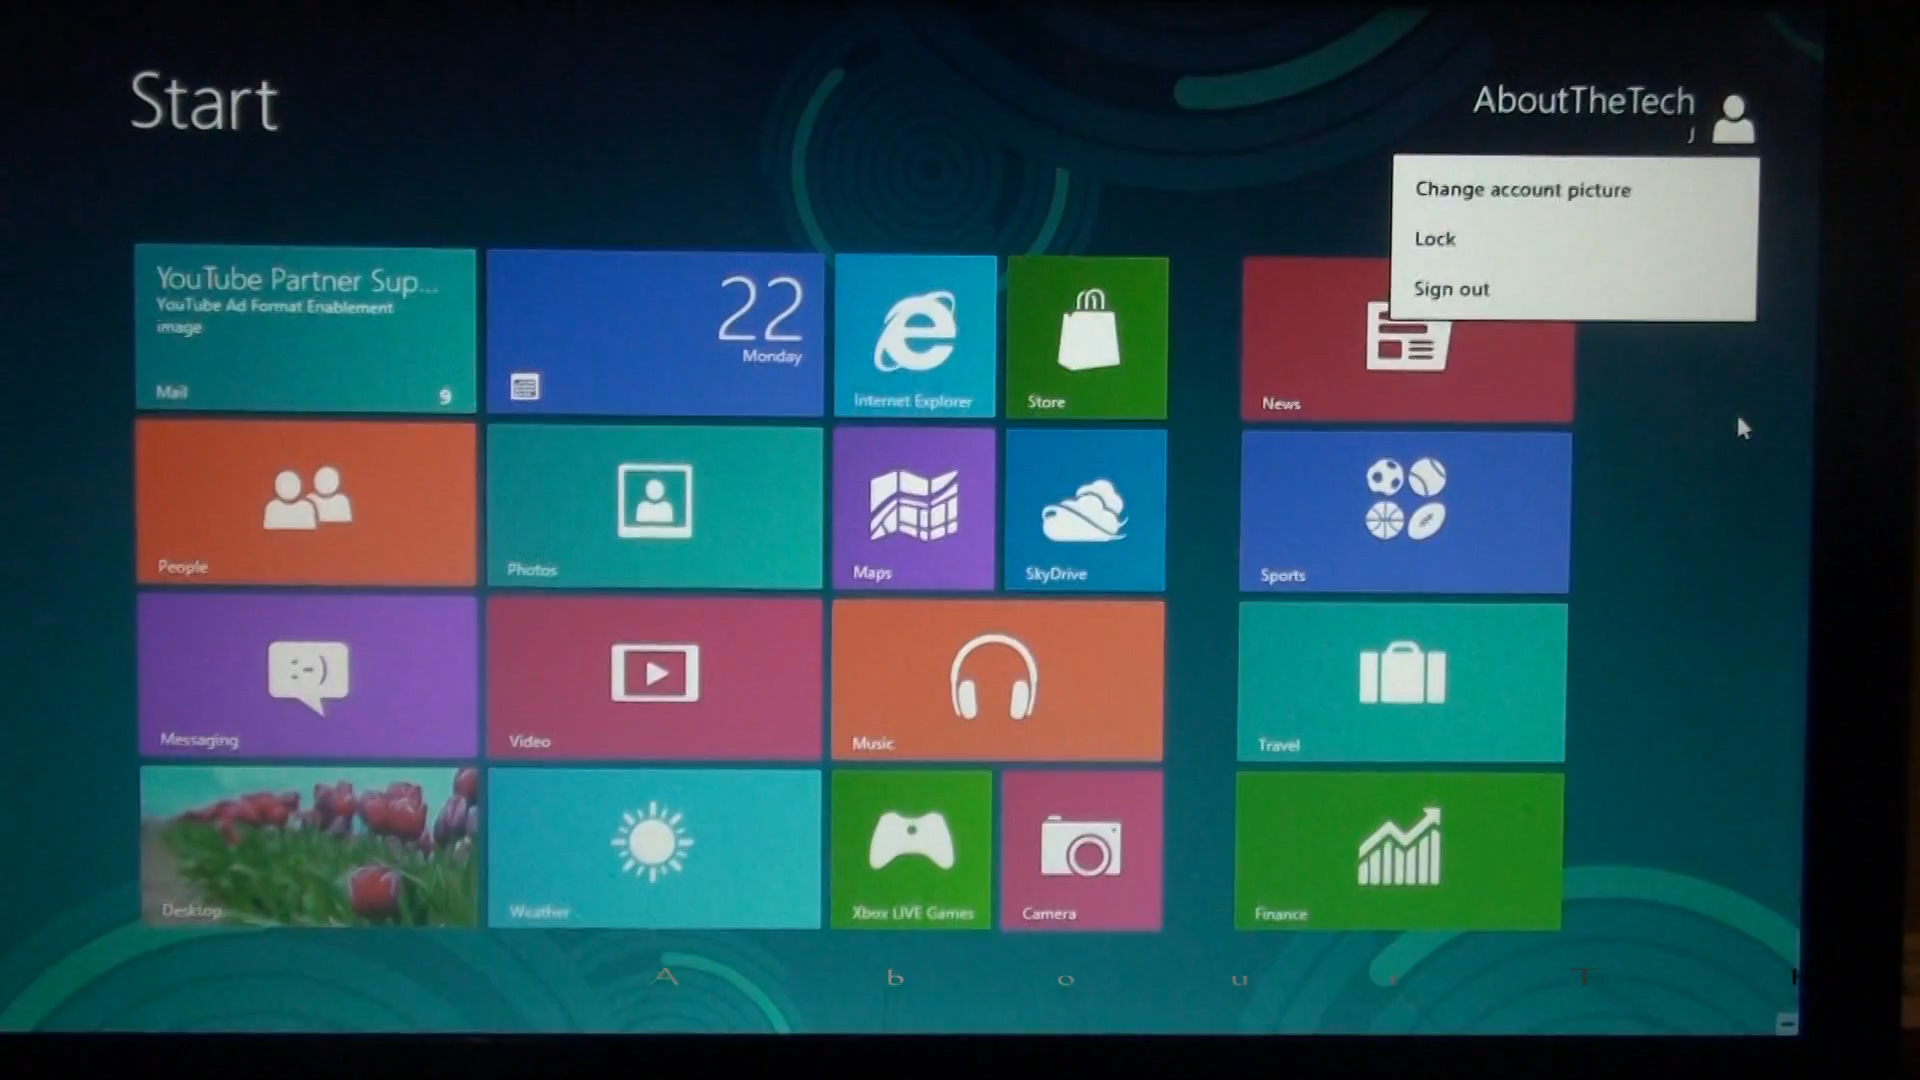 Start
AboutTheTech
J
Change account picture
Lock
Sign out
YouTube Partner Sup...
YouTube Ad Format Enablement
image
Mail
9
22
Monday
Internet Explorer
Store
News
People
Photos
Maps
SkyDrive
Sports
Messaging
:-)
Video
Music
Travel
Desktop
Weather
Xbox LIVE Games
Camera
Finance
A b o u t T h